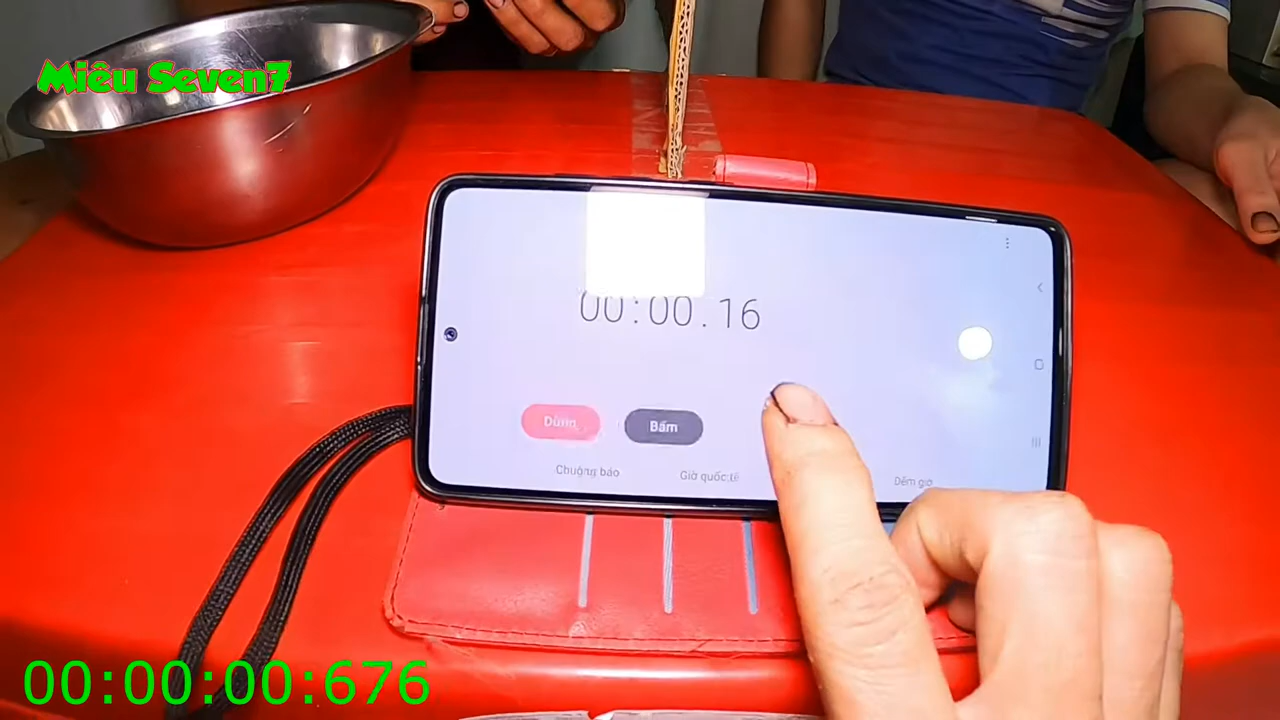 Miêu Seven7
00:00.16
Dừng
Bấm
Chuông báo
Giờ quốc tế
Đếm giờ
00:00:00:676